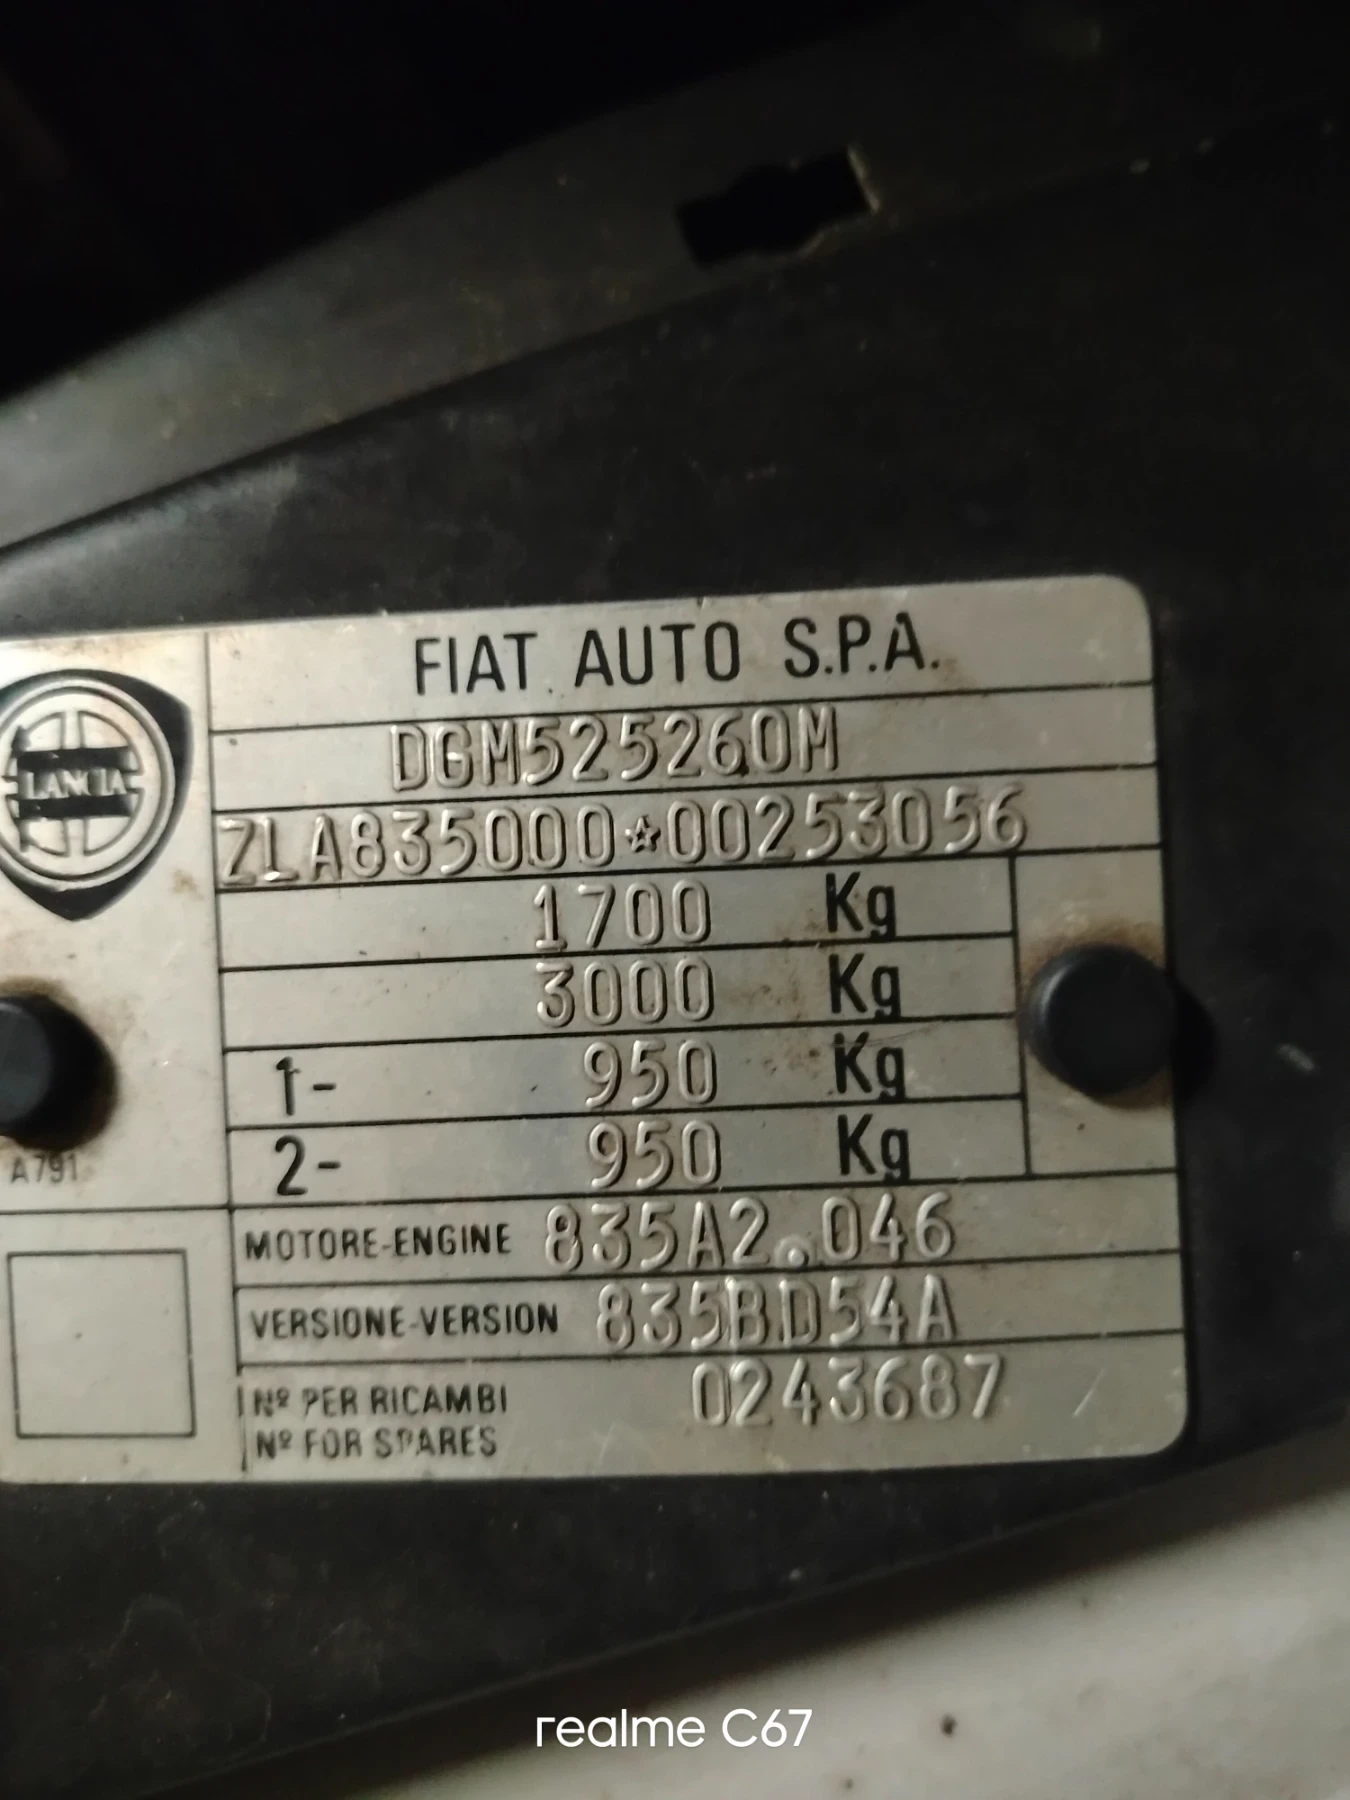 FIAT AUTO S.P.A.
LANCIA
DGM52526OM
ZLA835000*00253056
1700 Kg
3000 Kg
1- 950 Kg
2- 950 Kg
A791
MOTORE-ENGINE 835A2.046
VERSIONE-VERSION 835BD54A
Nº PER RICAMBI 0243687
Nº FOR SPARES
realme C67